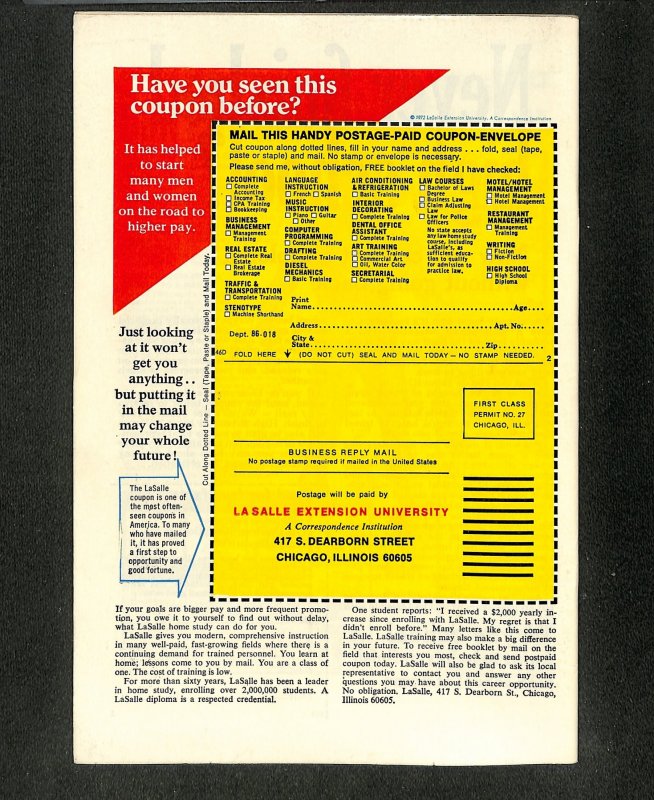 Have you seen this
coupon before?
© 1972 LaSalle Extension University, A Correspondence Institution
It has helped
to start
many men
and women
on the road to
higher pay.
Just looking
at it won't
get you
anything . .
but putting it
in the mail
may change
your whole
future!
The LaSalle
coupon is one of
the most often-
seen coupons in
America. To many
who have mailed
it, it has proved
a first step to
opportunity and
good fortune.
Cut Along Dotted Line — Seal (Tape, Paste or Staple) and Mail Today.
MAIL THIS HANDY POSTAGE-PAID COUPON-ENVELOPE
Cut coupon along dotted lines, fill in your name and address . . . fold, seal (tape,
paste or staple) and mail. No stamp or envelope is necessary.
Please send me, without obligation, FREE booklet on the field I have checked:
ACCOUNTING
Complete
Accounting
Income Tax
CPA Training
Bookkeeping
BUSINESS
MANAGEMENT
Management
Training
REAL ESTATE
Complete Real
Estate
Real Estate
Brokerage
TRAFFIC &
TRANSPORTATION
Complete Training
STENOTYPE
Machine Shorthand
LANGUAGE
INSTRUCTION
French Spanish
MUSIC
INSTRUCTION
Piano Guitar
Other
COMPUTER
PROGRAMMING
Complete Training
DRAFTING
Complete Training
DIESEL
MECHANICS
Basic Training
AIR CONDITIONING
& REFRIGERATION
Basic Training
INTERIOR
DECORATING
Complete Training
DENTAL OFFICE
ASSISTANT
Complete Training
ART TRAINING
Complete Training
Commercial Art
Oil, Water Color
SECRETARIAL
Complete Training
LAW COURSES
Bachelor of Laws
Degree
Business Law
Claim Adjusting
Law
Law for Police
Officers
No state accepts
any law home study
course, including
LaSalle's, as
sufficient educa-
tion to qualify
for admission to
practice law.
MOTEL/HOTEL
MANAGEMENT
Motel Management
Hotel Management
RESTAURANT
MANAGEMENT
Management
Training
WRITING
Fiction
Non-Fiction
HIGH SCHOOL
High School
Diploma
Print
Name Age
Address Apt. No.
Dept. 86-018
City &
State Zip
46D FOLD HERE (DO NOT CUT) SEAL AND MAIL TODAY — NO STAMP NEEDED. 2
FIRST CLASS
PERMIT NO. 27
CHICAGO, ILL.
BUSINESS REPLY MAIL
No postage stamp required if mailed in the United States
Postage will be paid by
LA SALLE EXTENSION UNIVERSITY
A Correspondence Institution
417 S. DEARBORN STREET
CHICAGO, ILLINOIS 60605
If your goals are bigger pay and more frequent promo-
tion, you owe it to yourself to find out without delay,
what LaSalle home study can do for you.
LaSalle gives you modern, comprehensive instruction
in many well-paid, fast-growing fields where there is a
continuing demand for trained personnel. You learn at
home; lessons come to you by mail. You are a class of
one. The cost of training is low.
For more than sixty years, LaSalle has been a leader
in home study, enrolling over 2,000,000 students. A
LaSalle diploma is a respected credential.
One student reports: "I received a $2,000 yearly in-
crease since enrolling with LaSalle. My regret is that I
didn't enroll before." Many letters like this come to
LaSalle. LaSalle training may also make a big difference
in your future. To receive free booklet by mail on the
field that interests you most, check and send postpaid
coupon today. LaSalle will also be glad to ask its local
representative to contact you and answer any other
questions you may have about this career opportunity.
No obligation. LaSalle, 417 S. Dearborn St., Chicago,
Illinois 60605.